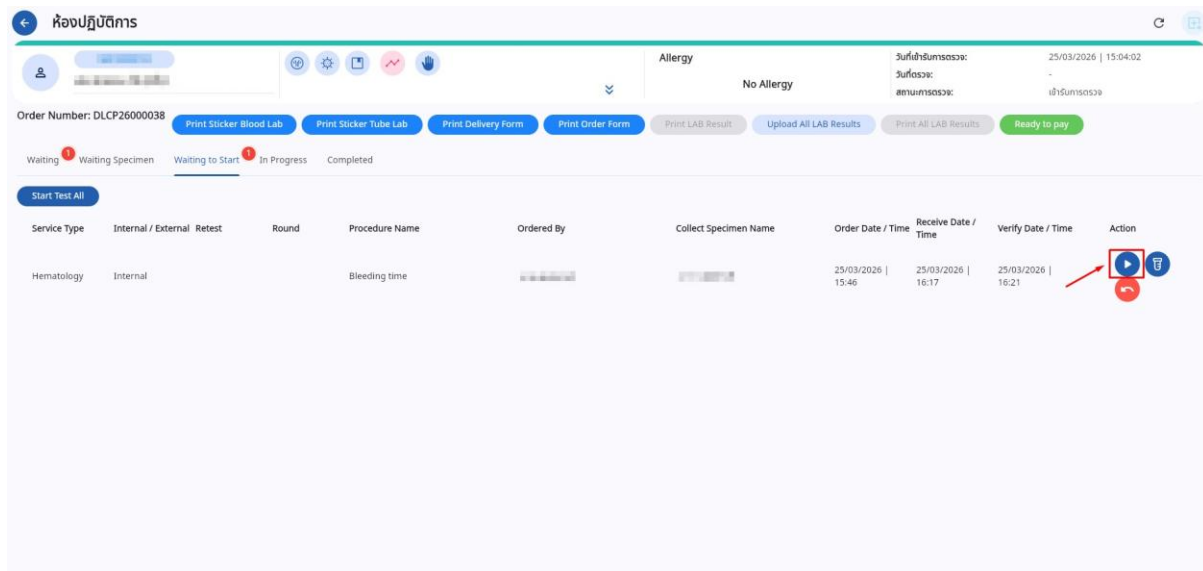 ห้องปฏิบัติการ
Allergy
No Allergy
วันที่เข้ารับการตรวจ: 25/03/2026 | 15:04:02
วันที่ตรวจ: -
สถานะการตรวจ: เข้ารับการตรวจ
Order Number: DLCP26000038 Print Sticker Blood Lab Print Sticker Tube Lab Print Delivery Form Print Order Form Print LAB Result Upload All LAB Results Print All LAB Results Ready to pay
Waiting 1 Waiting Specimen Waiting to Start 1 In Progress Completed
Start Test All
Service Type Internal / External Retest Round Procedure Name Ordered By Collect Specimen Name Order Date / Time Receive Date / Time Verify Date / Time Action
Hematology Internal Bleeding time 25/03/2026 | 15:46 25/03/2026 | 16:17 25/03/2026 | 16:21